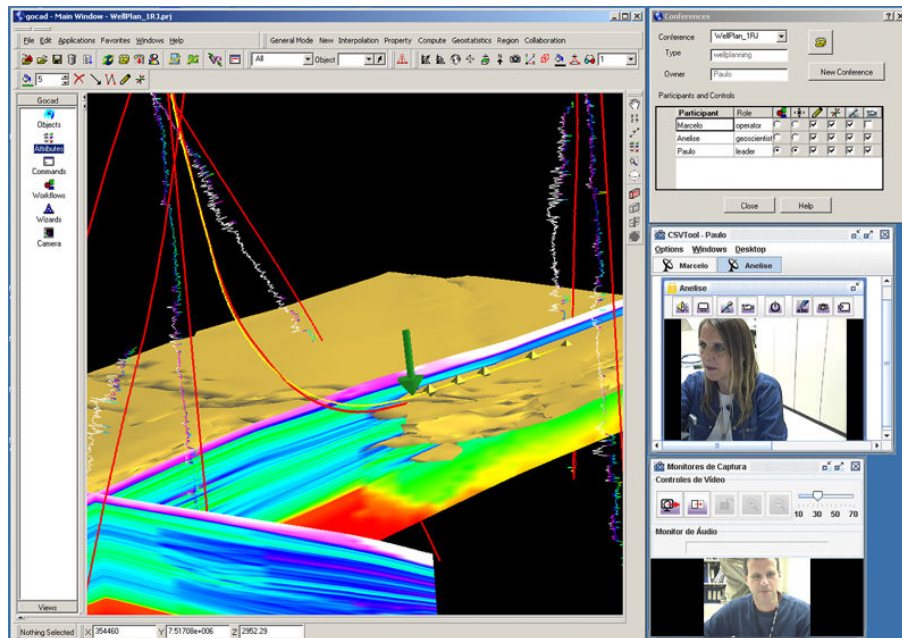 gocad - Main Window - WellPlan_1RJ.prj
File Edit Applications Favorites Windows Help
General Mode New Interpolation Property Compute Geostatistics Region Collaboration
All
Object
1
5
Gocad
Objects
Attributes
Commands
Workflows
Wizards
Camera
Views
Nothing Selected X 354460 Y 7.51708e+006 Z 2952.29
Conferences
Conference WellPlan_1RJ
Type wellplanning
Owner Paulo
New Conference
Participants and Controls
Participant Role
Marcelo operator
Anelise geoscientist
Paulo leader
Close Help
CSVTool - Paulo
Options Windows Desktop
Marcelo Anelise
Anelise
Monitores de Captura
Controles de Vídeo
10 30 50 70
Monitor de Áudio